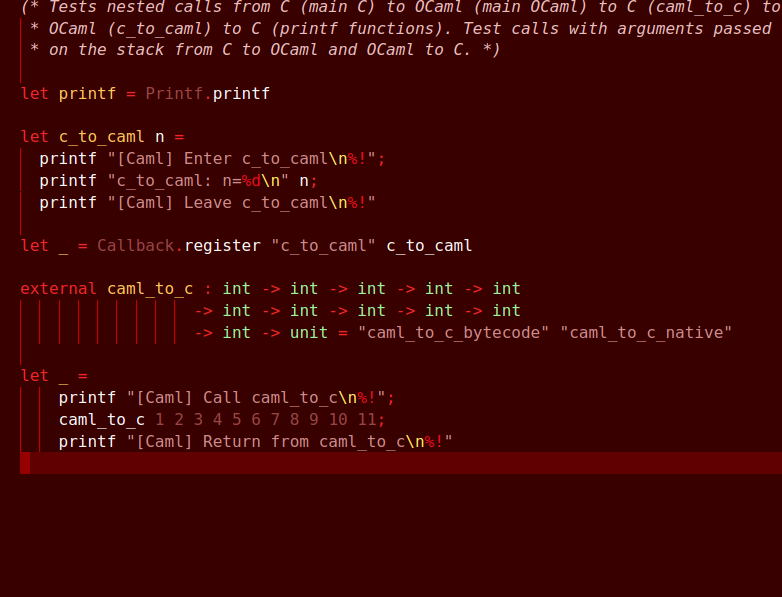 (* Tests nested calls from C (main C) to OCaml (main OCaml) to C (caml_to_c) to
 * OCaml (c_to_caml) to C (printf functions). Test calls with arguments passed
 * on the stack from C to OCaml and OCaml to C. *)

let printf = Printf.printf

let c_to_caml n =
  printf "[Caml] Enter c_to_caml\n%!";
  printf "c_to_caml: n=%d\n" n;
  printf "[Caml] Leave c_to_caml\n%!"

let _ = Callback.register "c_to_caml" c_to_caml

external caml_to_c : int -> int -> int -> int -> int
                  -> int -> int -> int -> int -> int
                  -> int -> unit = "caml_to_c_bytecode" "caml_to_c_native"

let _ =
    printf "[Caml] Call caml_to_c\n%!";
    caml_to_c 1 2 3 4 5 6 7 8 9 10 11;
    printf "[Caml] Return from caml_to_c\n%!"